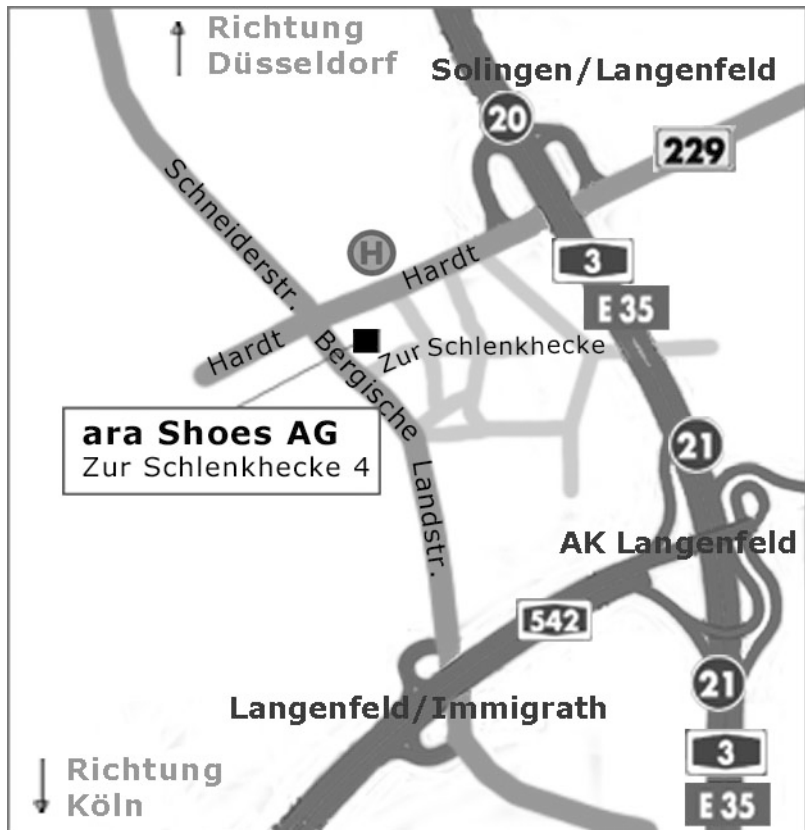 Richtung
Düsseldorf
Solingen/Langenfeld
20
229
Schneiderstr.
H
Hardt
3
E 35
Hardt
Bergische
Zur Schlenkhecke
ara Shoes AG
Zur Schlenkhecke 4
21
Landstr.
AK Langenfeld
542
21
Langenfeld/Immigrath
3
Richtung
Köln
E 35